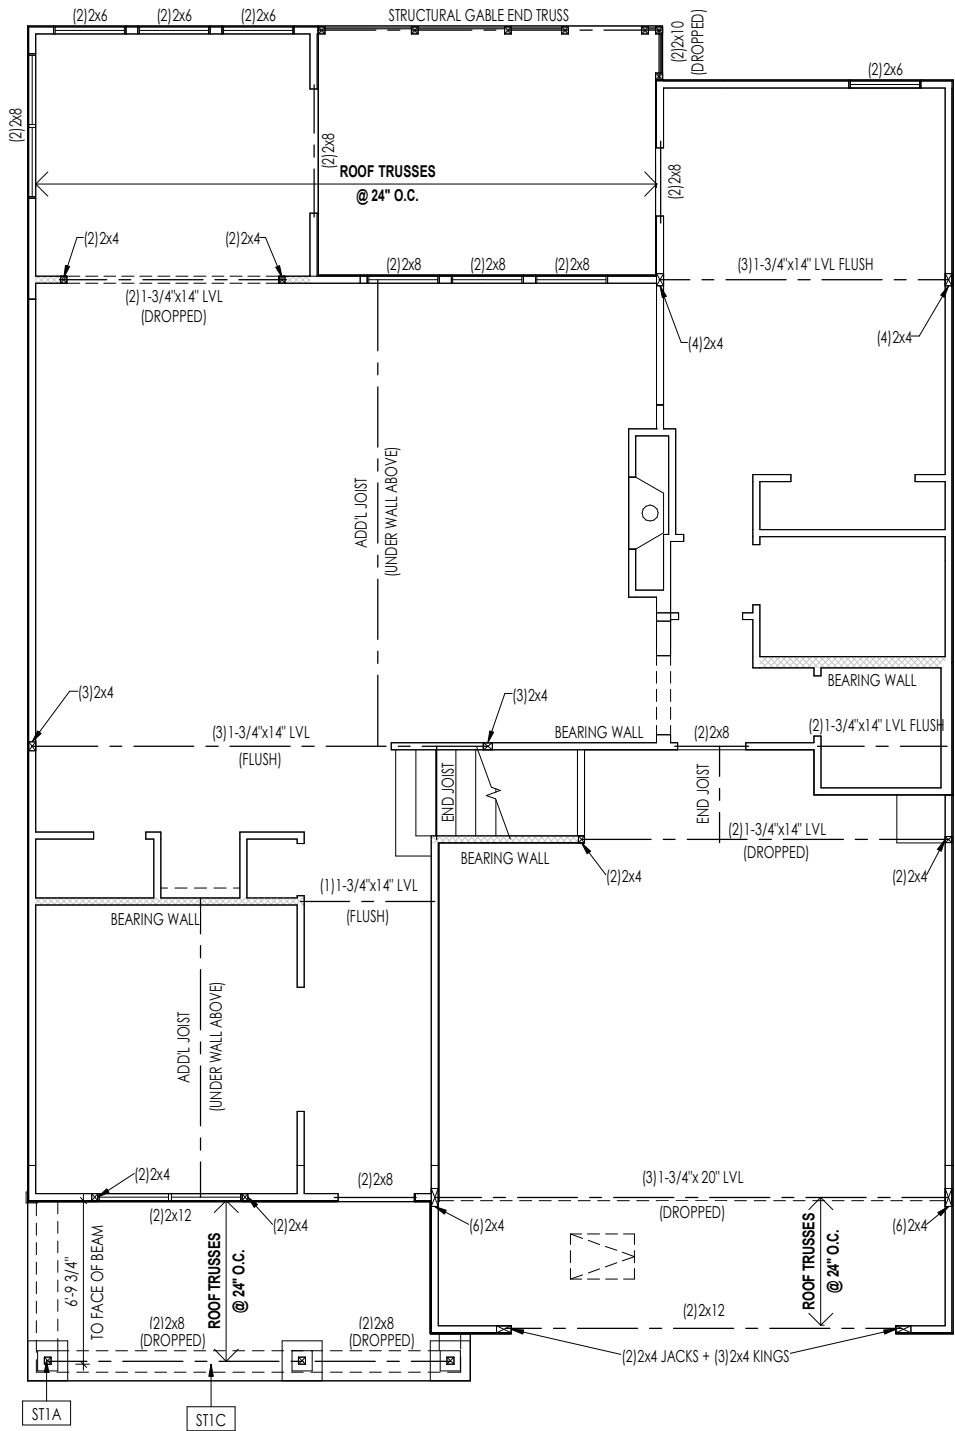 STRUCTURAL GABLE END TRUSS
(2)2x6
(2)2x6
(2)2x6
(2)2x10
(DROPPED)
(2)2x6
(2)2x8
(2)2x8
(2)2x8
ROOF TRUSSES
@ 24" O.C.
(2)2x4
(2)2x4
(2)2x8
(2)2x8
(2)2x8
(3)1-3/4"x14" LVL FLUSH
(2)1-3/4"x14" LVL
(DROPPED)
(4)2x4
(4)2x4
ADD'L JOIST
(UNDER WALL ABOVE)
BEARING WALL
(3)2x4
(3)2x4
(3)1-3/4"x14" LVL
(FLUSH)
BEARING WALL
(2)2x8
(2)1-3/4"x14" LVL FLUSH
END JOIST
END JOIST
(2)1-3/4"x14" LVL
(DROPPED)
BEARING WALL
(2)2x4
(2)2x4
(1)1-3/4"x14" LVL
(FLUSH)
BEARING WALL
ADD'L JOIST
(UNDER WALL ABOVE)
(2)2x4
(2)2x8
(3)1-3/4"x 20" LVL
(DROPPED)
(2)2x12
(2)2x4
(6)2x4
(6)2x4
6'-9 3/4"
TO FACE OF BEAM
ROOF TRUSSES
@ 24" O.C.
ROOF TRUSSES
@ 24" O.C.
(2)2x8
(DROPPED)
(2)2x8
(DROPPED)
(2)2x12
(2)2x4 JACKS + (3)2x4 KINGS
ST1A
ST1C